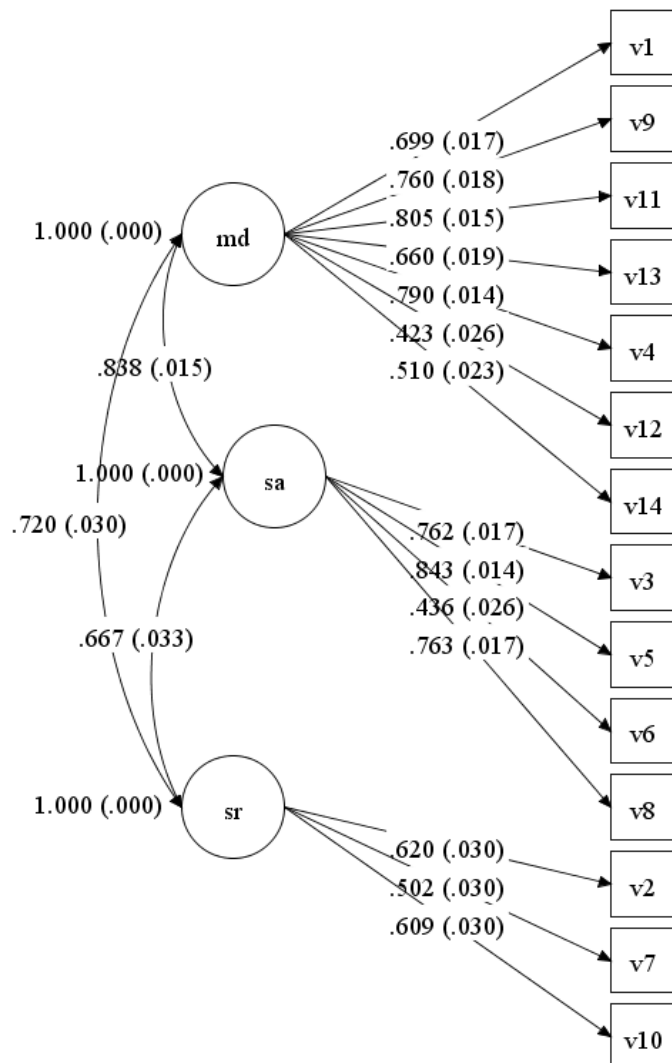 v1
v9
.699 (.017)
.760 (.018)
v11
.805 (.015)
1.000 (.000)
md
.660 (.019)
v13
.790 (.014)
v4
.423 (.026)
.838 (.015)
.510 (.023)
v12
1.000 (.000)
sa
v14
.720 (.030)
.762 (.017)
.843 (.014)
v3
.436 (.026)
.667 (.033)
.763 (.017)
v5
v6
1.000 (.000)
sr
v8
.620 (.030)
v2
.502 (.030)
.609 (.030)
v7
v10